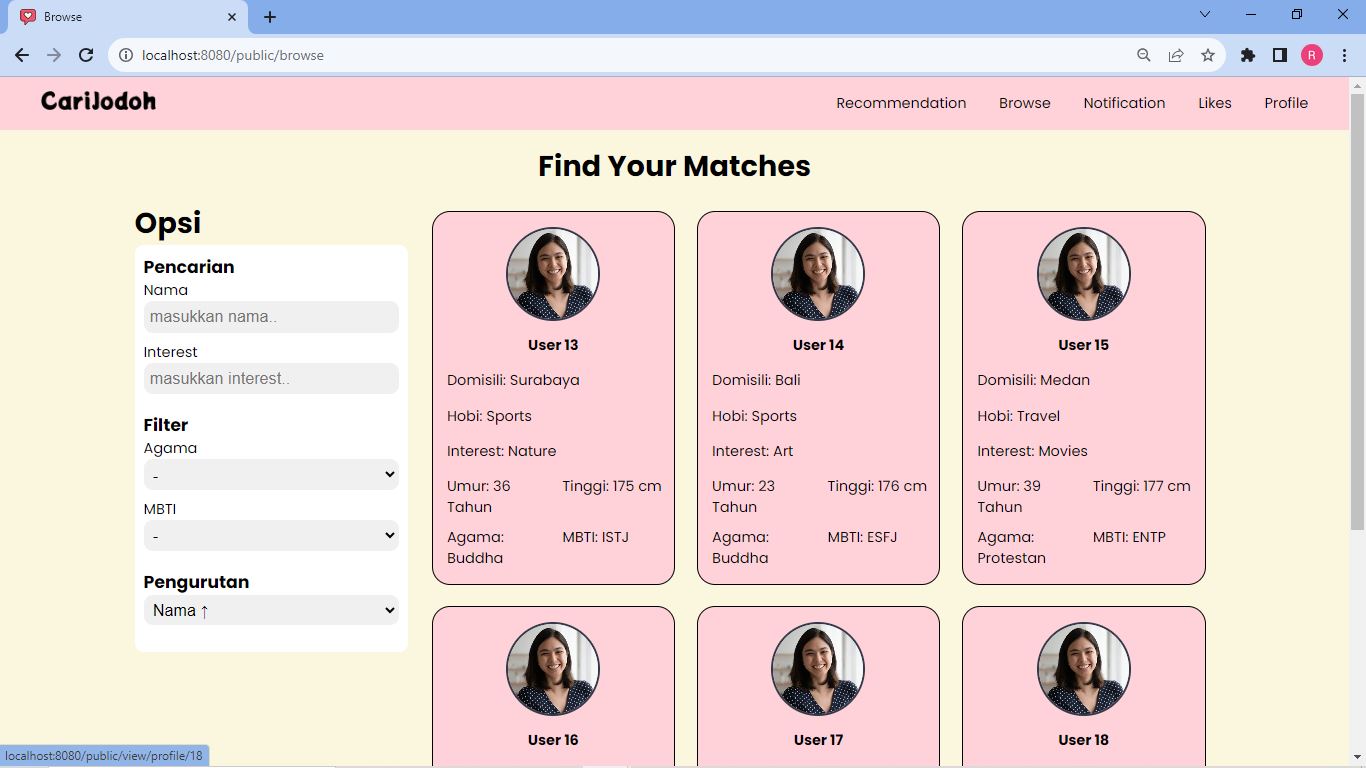 Browse
localhost:8080/public/browse
R
CariJodoh
Recommendation Browse Notification Likes Profile
Find Your Matches
Opsi
Pencarian
Nama
masukkan nama..
Interest
masukkan interest..
Filter
Agama
-
MBTI
-
Pengurutan
Nama ↑
User 13
Domisili: Surabaya
Hobi: Sports
Interest: Nature
Umur: 36 Tinggi: 175 cm
Tahun
Agama: MBTI: ISTJ
Buddha
User 14
Domisili: Bali
Hobi: Sports
Interest: Art
Umur: 23 Tinggi: 176 cm
Tahun
Agama: MBTI: ESFJ
Buddha
User 15
Domisili: Medan
Hobi: Travel
Interest: Movies
Umur: 39 Tinggi: 177 cm
Tahun
Agama: MBTI: ENTP
Protestan
User 16
User 17
User 18
localhost:8080/public/view/profile/18